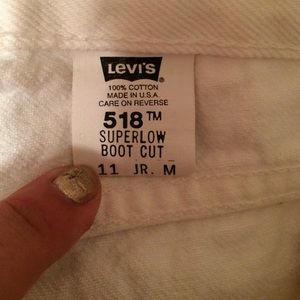 Levi's
100% COTTON
MADE IN U.S.A.
CARE ON REVERSE
518™
SUPERLOW
BOOT CUT
11 JR. M